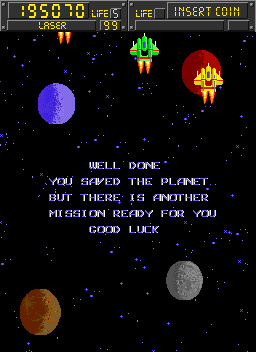 195070 LIFE 5 LIFE INSERT COIN
LASER 99
WELL DONE
YOU SAVED THE PLANET
BUT THERE IS ANOTHER
MISSION READY FOR YOU
GOOD LUCK